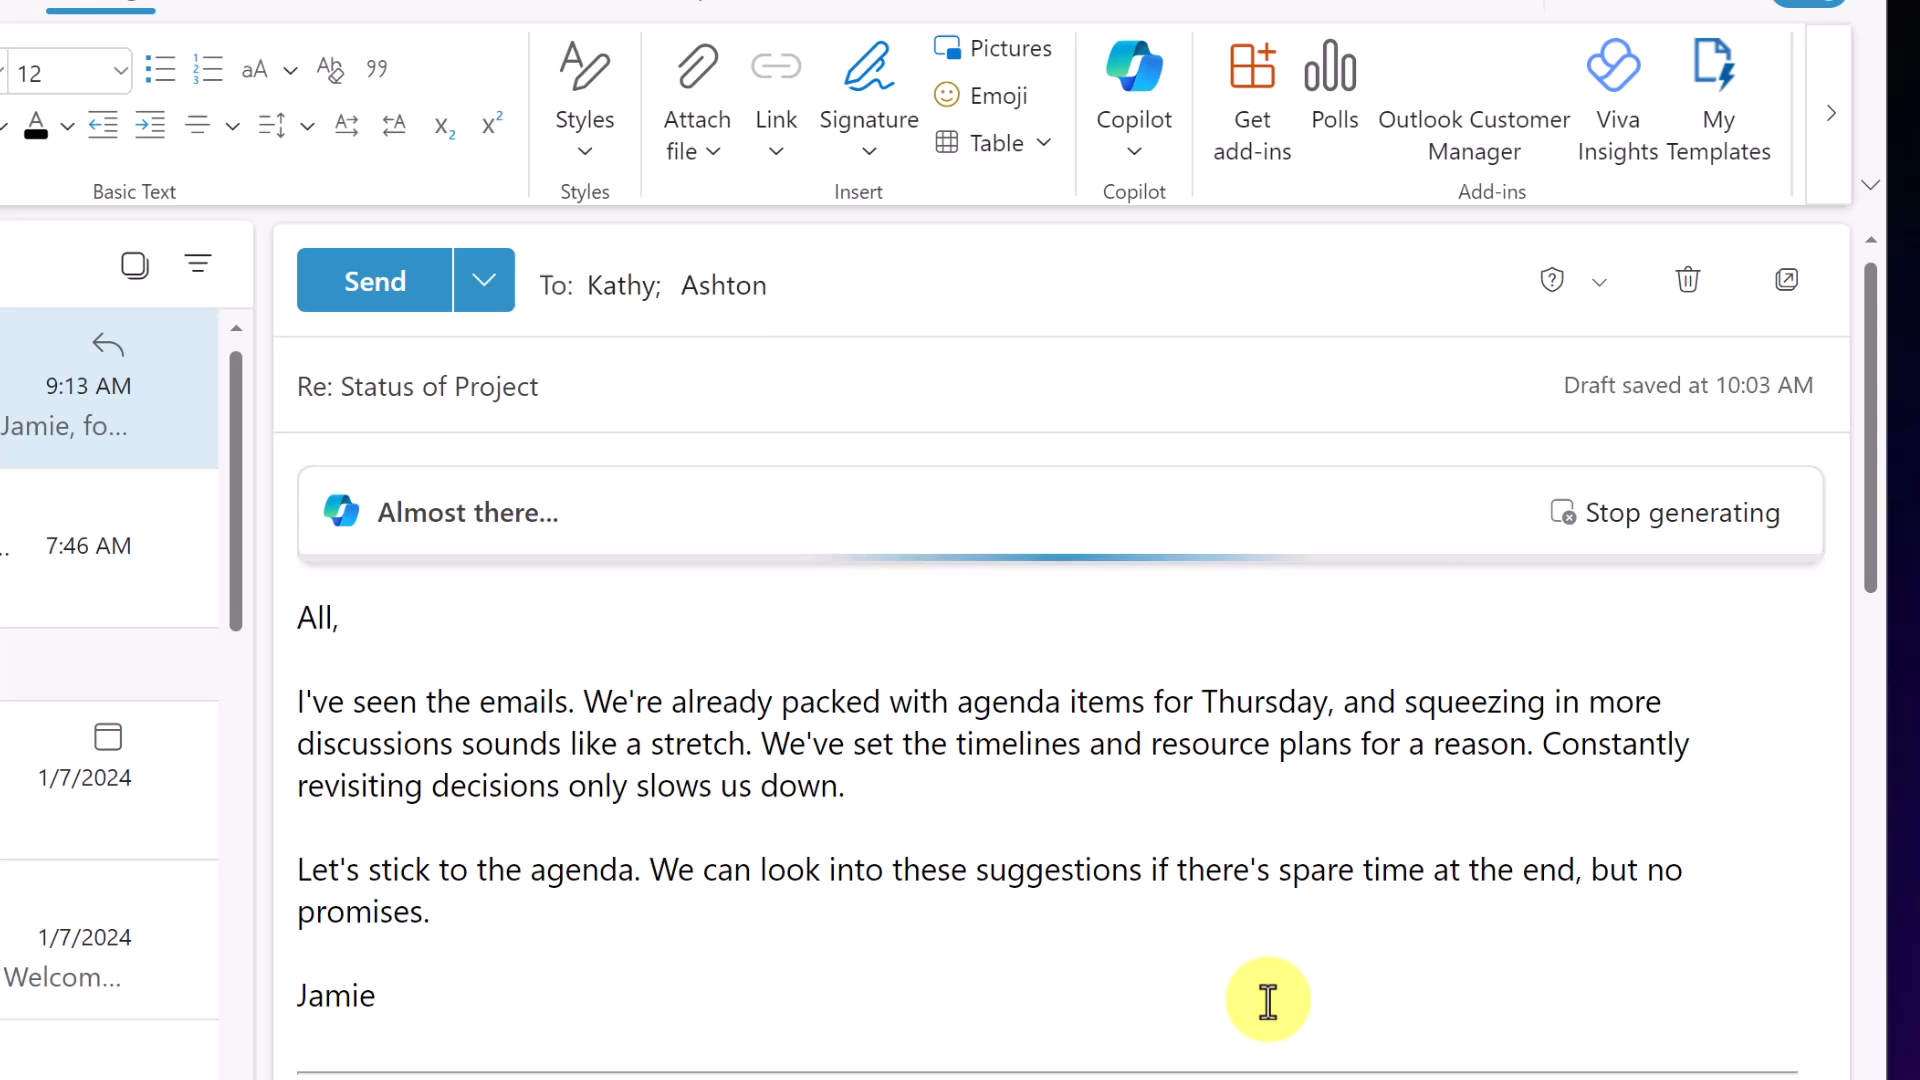 12
aA
Styles
Attach file
Link
Signature
Pictures
Emoji
Table
Copilot
Get add-ins
Polls
Outlook Customer Manager
Viva Insights
My Templates
Basic Text
Styles
Insert
Copilot
Add-ins
Send
To: Kathy; Ashton
9:13 AM
Jamie, fo...
Re: Status of Project
Draft saved at 10:03 AM
Almost there...
Stop generating
... 7:46 AM
All,
I've seen the emails. We're already packed with agenda items for Thursday, and squeezing in more
discussions sounds like a stretch. We've set the timelines and resource plans for a reason. Constantly
revisiting decisions only slows us down.
1/7/2024
Let's stick to the agenda. We can look into these suggestions if there's spare time at the end, but no
promises.
1/7/2024
Welcom...
Jamie